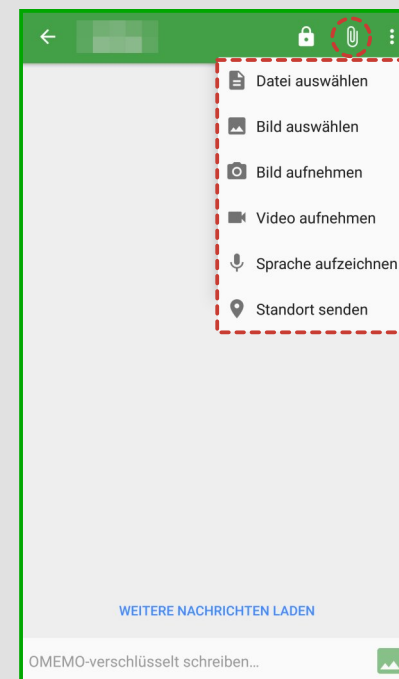 Datei auswählen
Bild auswählen
Bild aufnehmen
Video aufnehmen
Sprache aufzeichnen
Standort senden
WEITERE NACHRICHTEN LADEN
OMEMO-verschlüsselt schreiben…